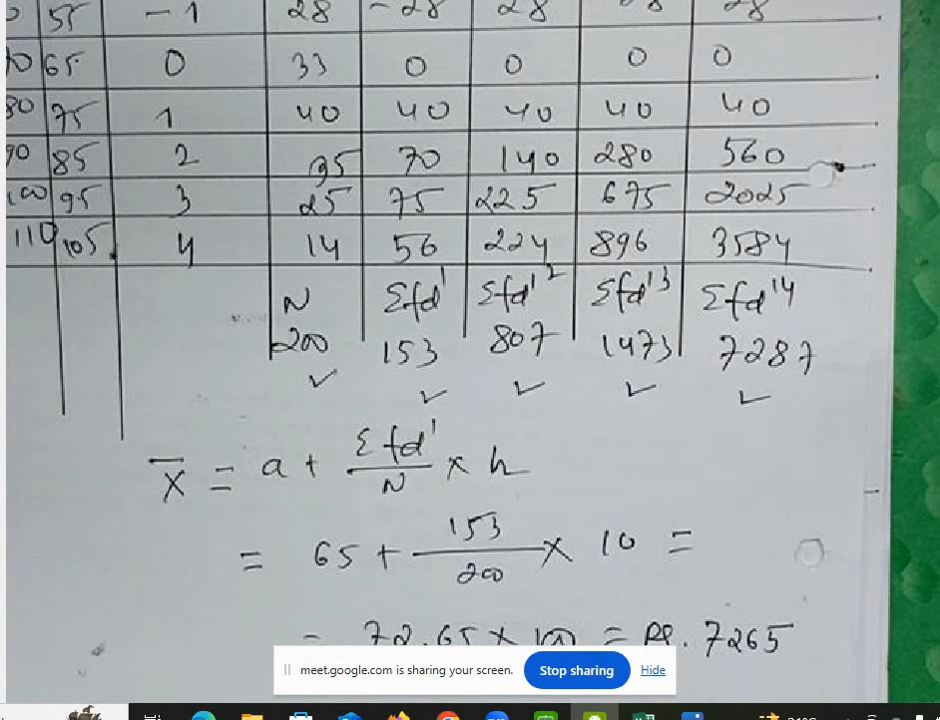 55 -1 28 -28 28 28
65 0 33 0 0 0 0
80 75 1 40 40 40 40 40
85 2 35 70 140 280 560
100 95 3 25 75 225 675 2025
110 105 4 14 56 224 896 3584
N Σfd' Σfd'² Σfd'³ Σfd'⁴
200 153 807 1473 7287
✓ ✓ ✓ ✓ ✓
X̄ = a + Σfd'/N × h
= 65 + 153/200 × 10 =
= 72.65 × 100 = 7265
meet.google.com is sharing your screen. Stop sharing Hide